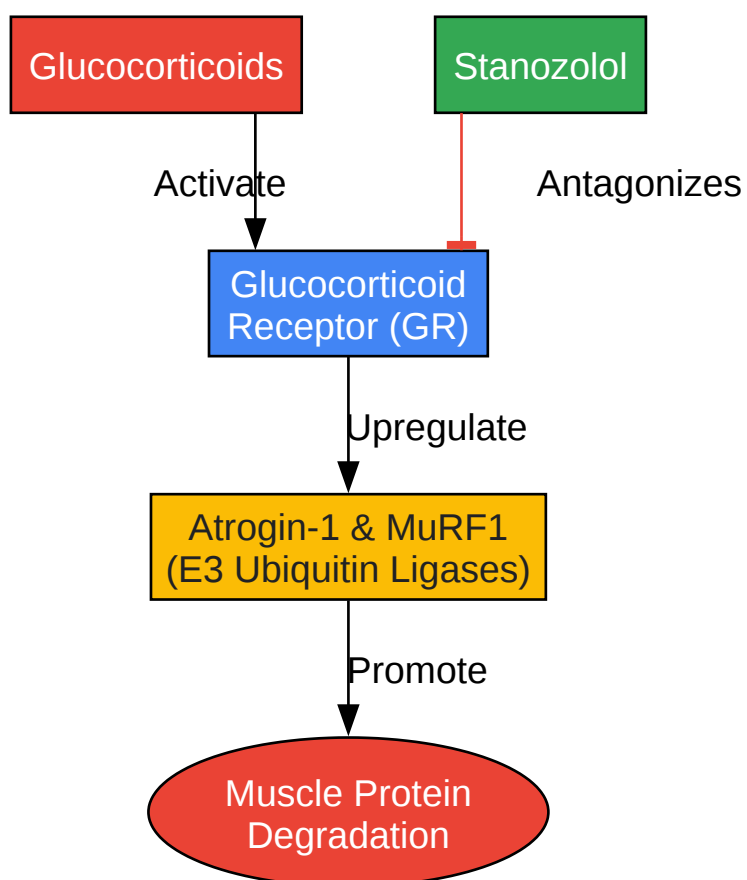 Glucocorticoids
Stanozolol
Activate
Antagonizes
Glucocorticoid
Receptor (GR)
Upregulate
Atrogin-1 & MuRF1
(E3 Ubiquitin Ligases)
Promote
Muscle Protein
Degradation